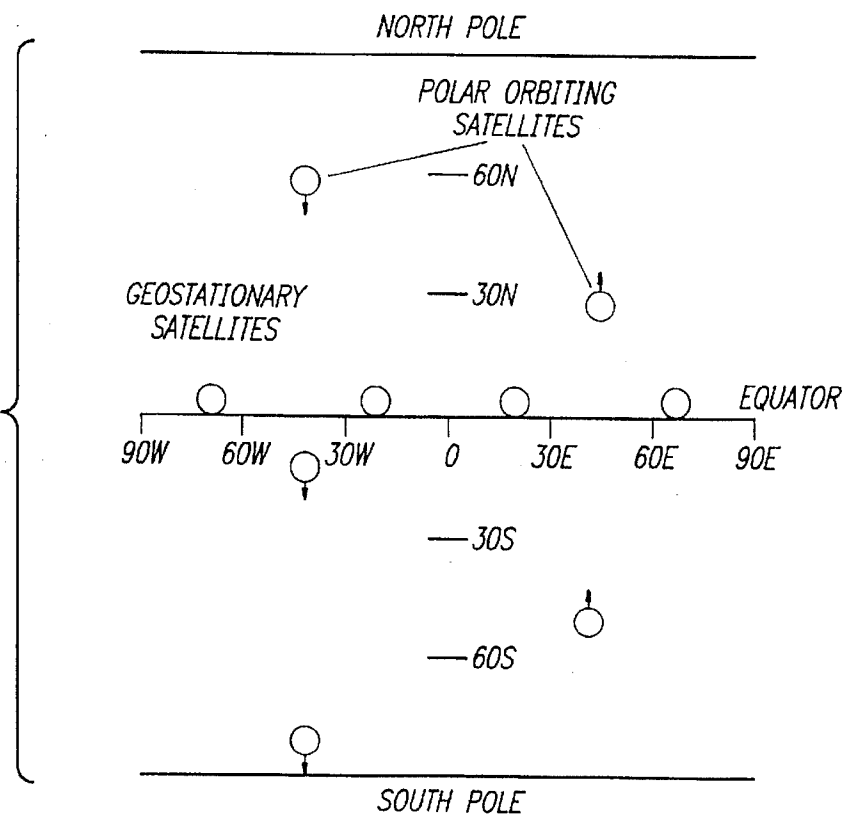 NORTH POLE
POLAR ORBITING
SATELLITES
60N
30N
GEOSTATIONARY
SATELLITES
EQUATOR
90W 60W 30W 0 30E 60E 90E
30S
60S
SOUTH POLE